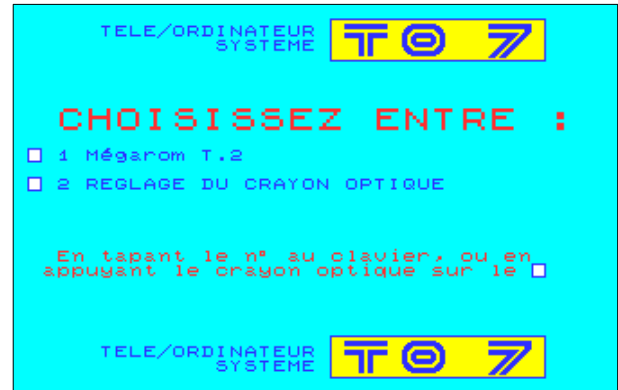 TELE/ORDINATEUR
SYSTEME
TO 7
CHOISISSEZ ENTRE :
1 Mégarom T.2
2 REGLAGE DU CRAYON OPTIQUE
En tapant le n° au clavier, ou en
appuyant le crayon optique sur le
TELE/ORDINATEUR
SYSTEME
TO 7